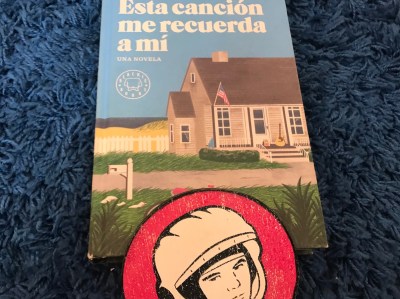 Esta canción
me recuerda
a mí
UNA NOVELA